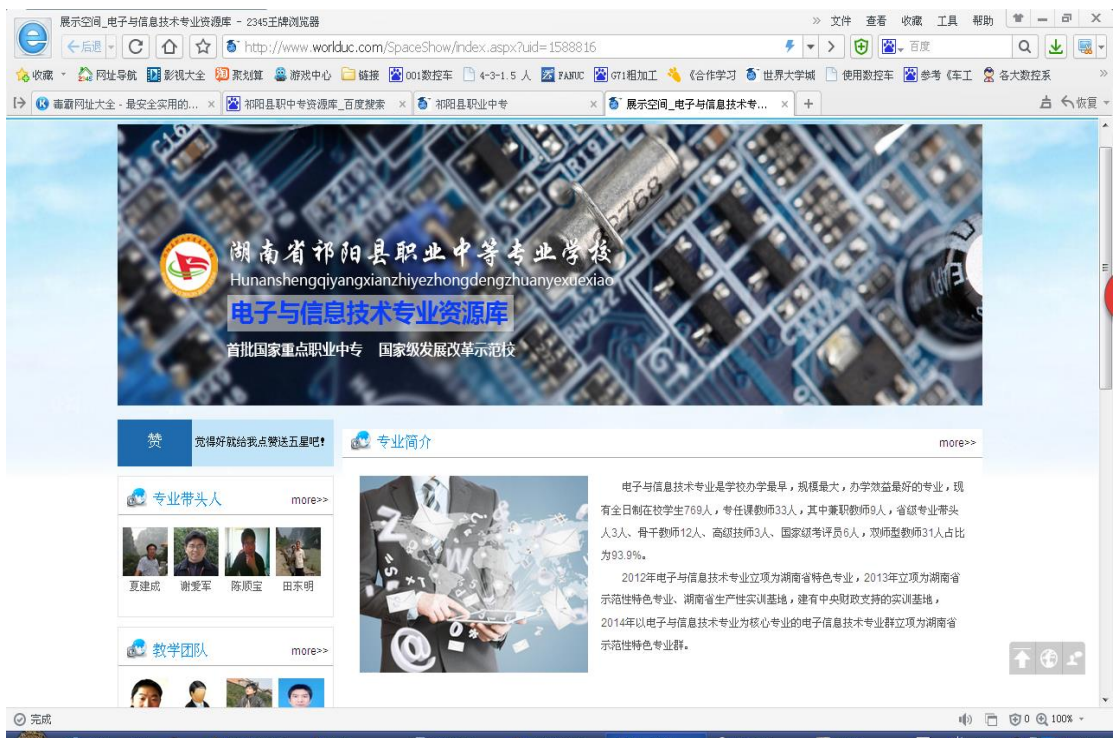 展示空间_电子与信息技术专业资源库 - 2345王牌浏览器
» 文件 查看 收藏 工具 帮助
后退 http://www.worlduc.com/SpaceShow/index.aspx?uid=1588816 百度
收藏 网址导航 影视大全 聚划算 游戏中心 链接 001数控车 4-3-1.5 人 FANUC G71粗加工 《合作学习 世界大学城 使用数控车 参考《车工 各大数控系 »
毒霸网址大全 - 最安全实用的... × 祁阳县职中专资源库_百度搜索 × 祁阳县职业中专 × 展示空间_电子与信息技术专... × + 恢复
湖南省祁阳县职业中等专业学校
Hunanshengqiyangxianzhiyezhongdengzhuanyexuexiao
电子与信息技术专业资源库
首批国家重点职业中专 国家级发展改革示范校
赞 觉得好就给我点赞送五星吧!
专业简介 more>>
专业带头人 more>>
夏建成 谢爱军 陈顺宝 田东明
教学团队 more>>
电子与信息技术专业是学校办学最早,规模最大,办学效益最好的专业,现
有全日制在校学生769人,专任课教师33人,其中兼职教师9人,省级专业带头
人3人、骨干教师12人、高级技师3人、国家级考评员6人,双师型教师31人占比
为93.9%。
2012年电子与信息技术专业立项为湖南省特色专业,2013年立项为湖南省
示范性特色专业、湖南省生产性实训基地,建有中央财政支持的实训基地,
2014年以电子与信息技术专业为核心专业的电子信息技术专业群立项为湖南省
示范性特色专业群。
完成 0 100%